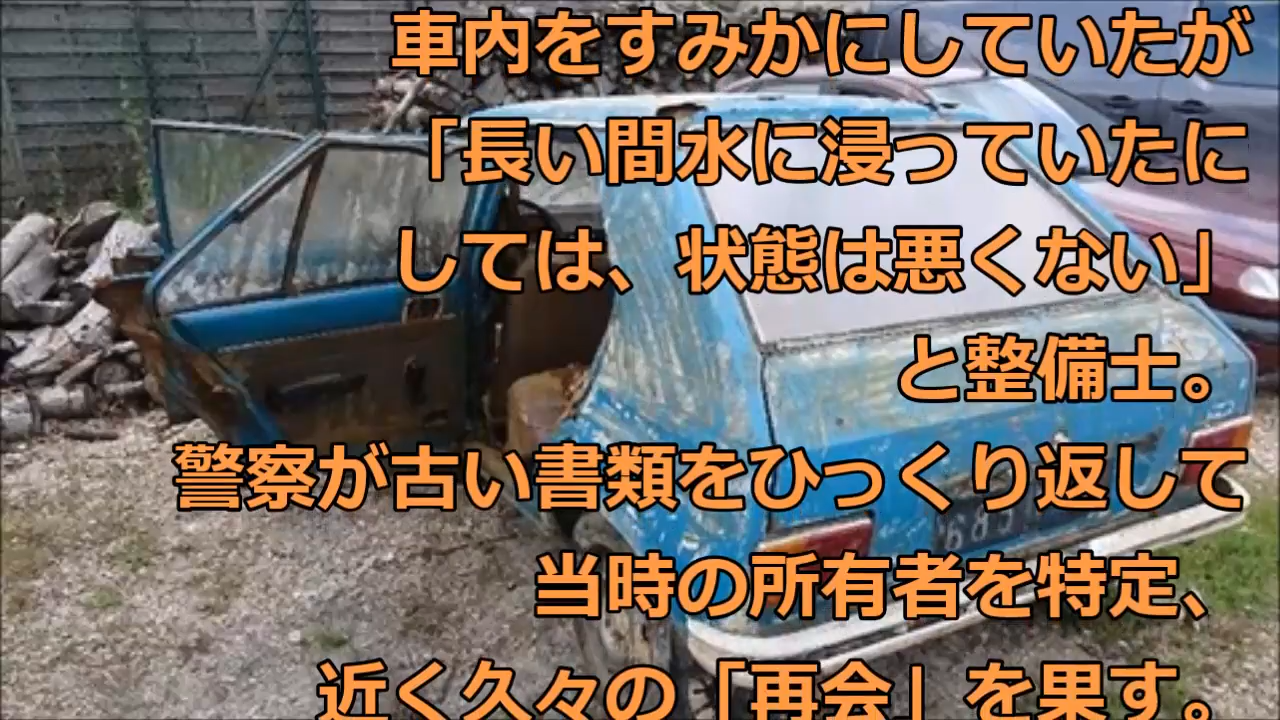 車内をすみかにしていたが
「長い間水に浸っていたに
しては、状態は悪くない」
と整備士。
警察が古い書類をひっくり返して
当時の所有者を特定、
近く久々の「再会」を果す。